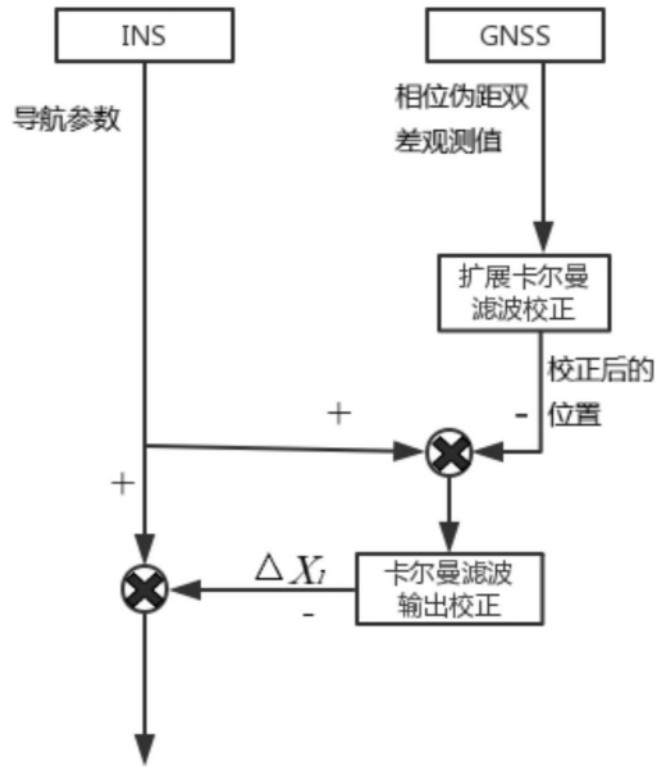 INS
GNSS
导航参数
相位伪距双
差观测值
扩展卡尔曼
滤波校正
校正后的
位置
+
-
+
△X₁
-
卡尔曼滤波
输出校正